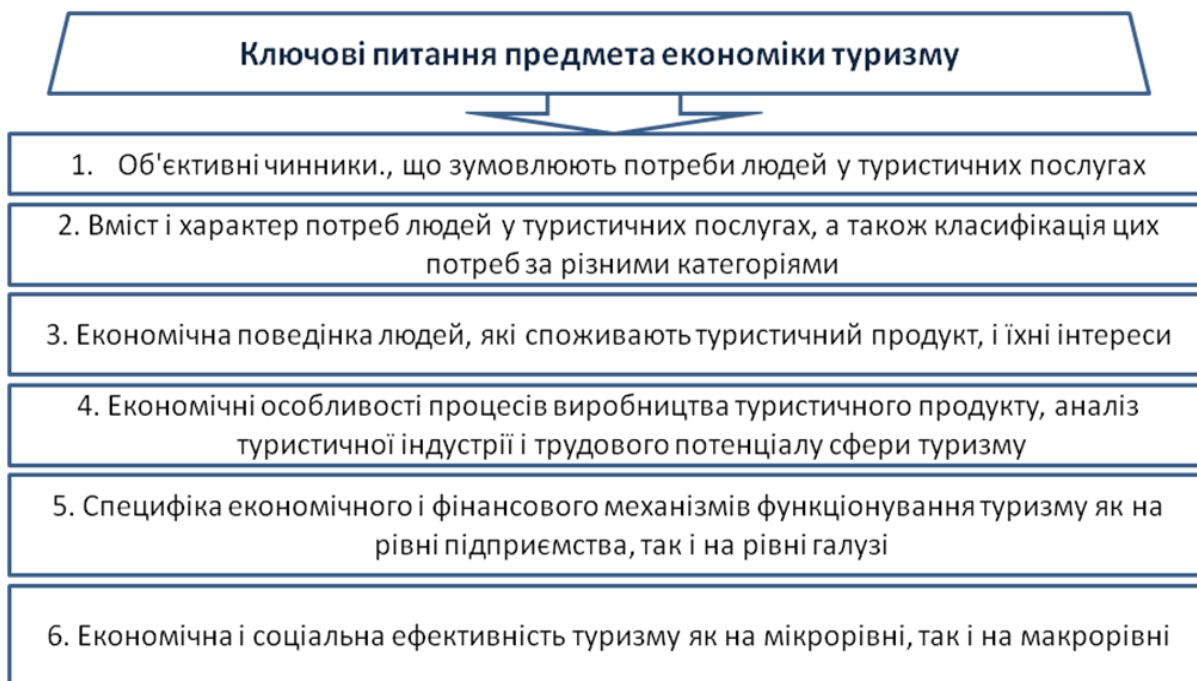 Ключові питання предмета економіки туризму
1. Об'єктивні чинники., що зумовлюють потреби людей у туристичних послугах
2. Вміст і характер потреб людей у туристичних послугах, а також класифікація цих
потреб за різними категоріями
3. Економічна поведінка людей, які споживають туристичний продукт, і їхні інтереси
4. Економічні особливості процесів виробництва туристичного продукту, аналіз
туристичної індустрії і трудового потенціалу сфери туризму
5. Специфіка економічного і фінансового механізмів функціонування туризму як на
рівні підприємства, так і на рівні галузі
6. Економічна і соціальна ефективність туризму як на мікрорівні, так і на макрорівні